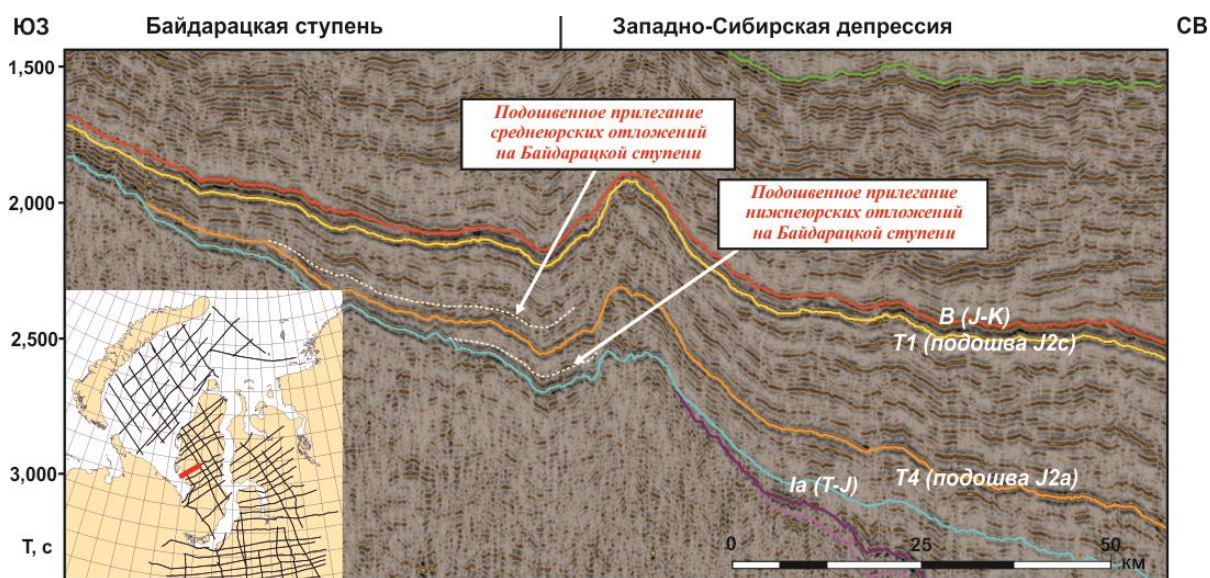 ЮЗ
Байдарацкая ступень
Западно-Сибирская депрессия
СВ
1,500
Подошвенное прилегание
среднеюрских отложений
на Байдарацкой ступени
Подошвенное прилегание
нижнеюрских отложений
на Байдарацкой ступени
2,000
2,500
B (J-K)
T1 (подошва J2c)
3,000
Ia (T-J)
T4 (подошва J2a)
T, c
0
25
50
км